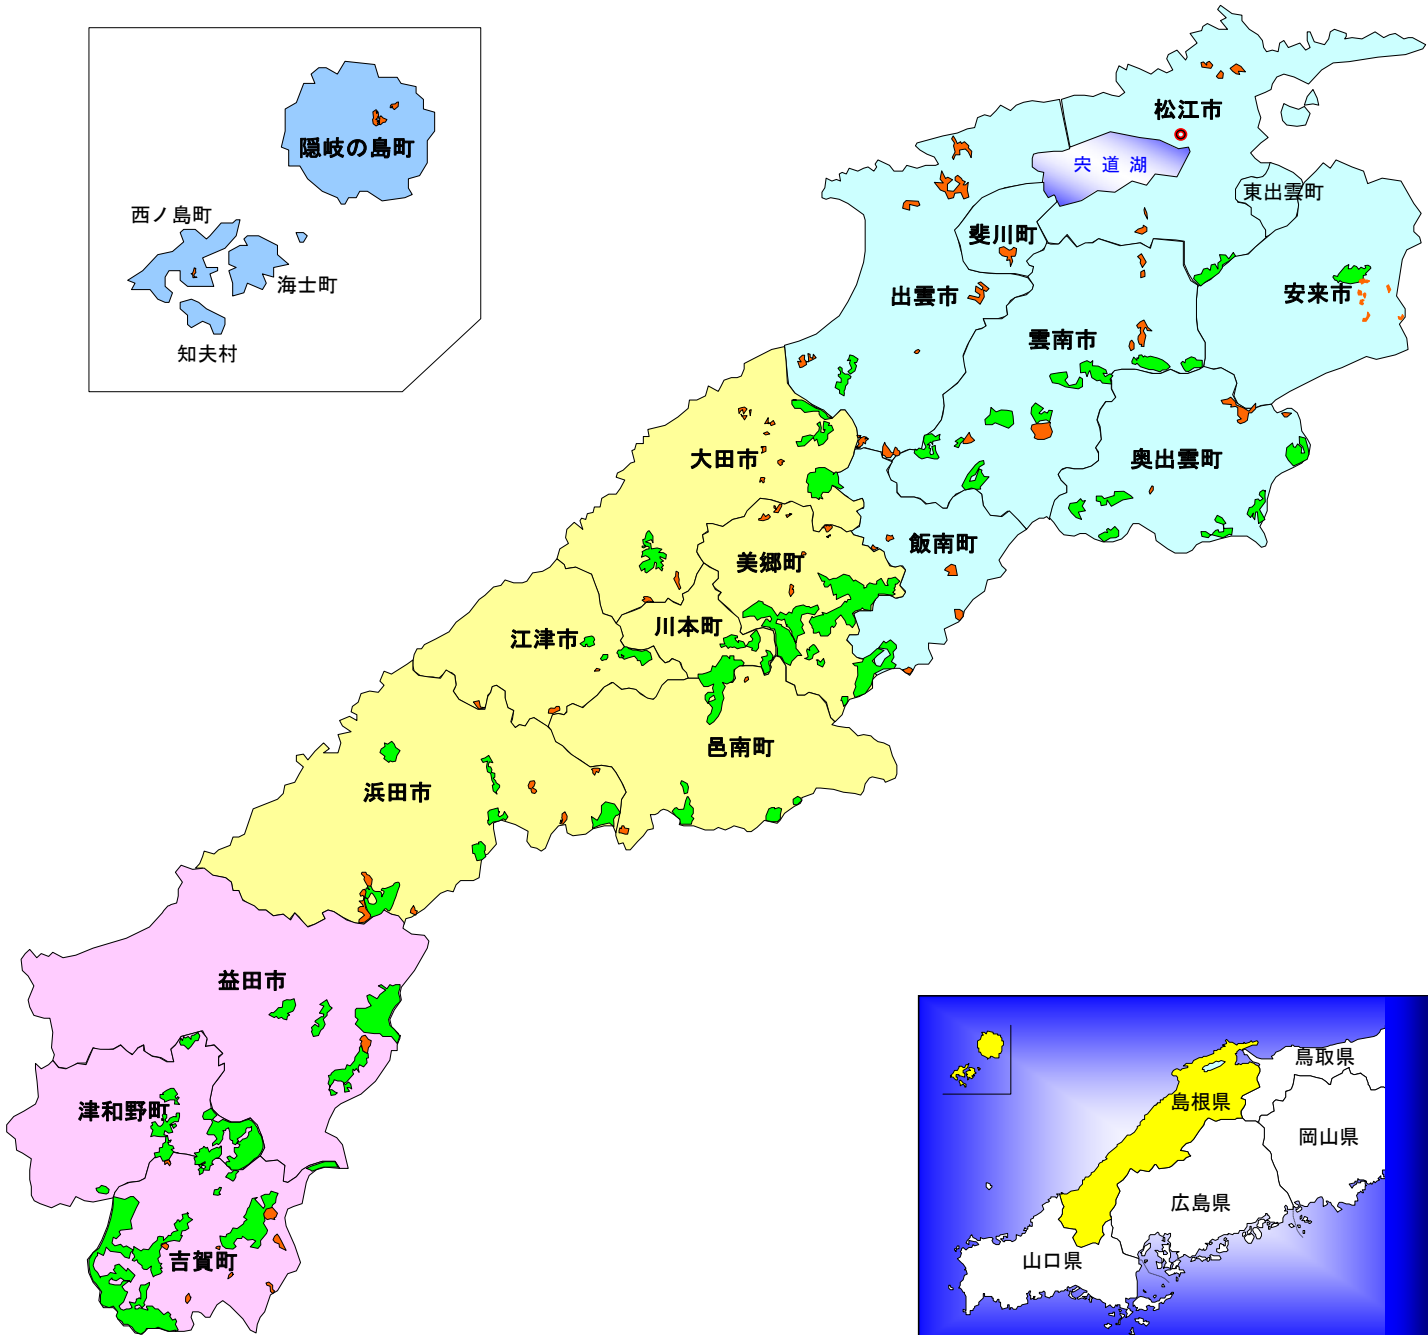 隠岐の島町
西ノ島町
海士町
知夫村
松江市
宍道湖
東出雲町
斐川町
出雲市
安来市
雲南市
大田市
奥出雲町
飯南町
美郷町
川本町
江津市
邑南町
浜田市
益田市
津和野町
吉賀町
鳥取県
島根県
岡山県
広島県
山口県